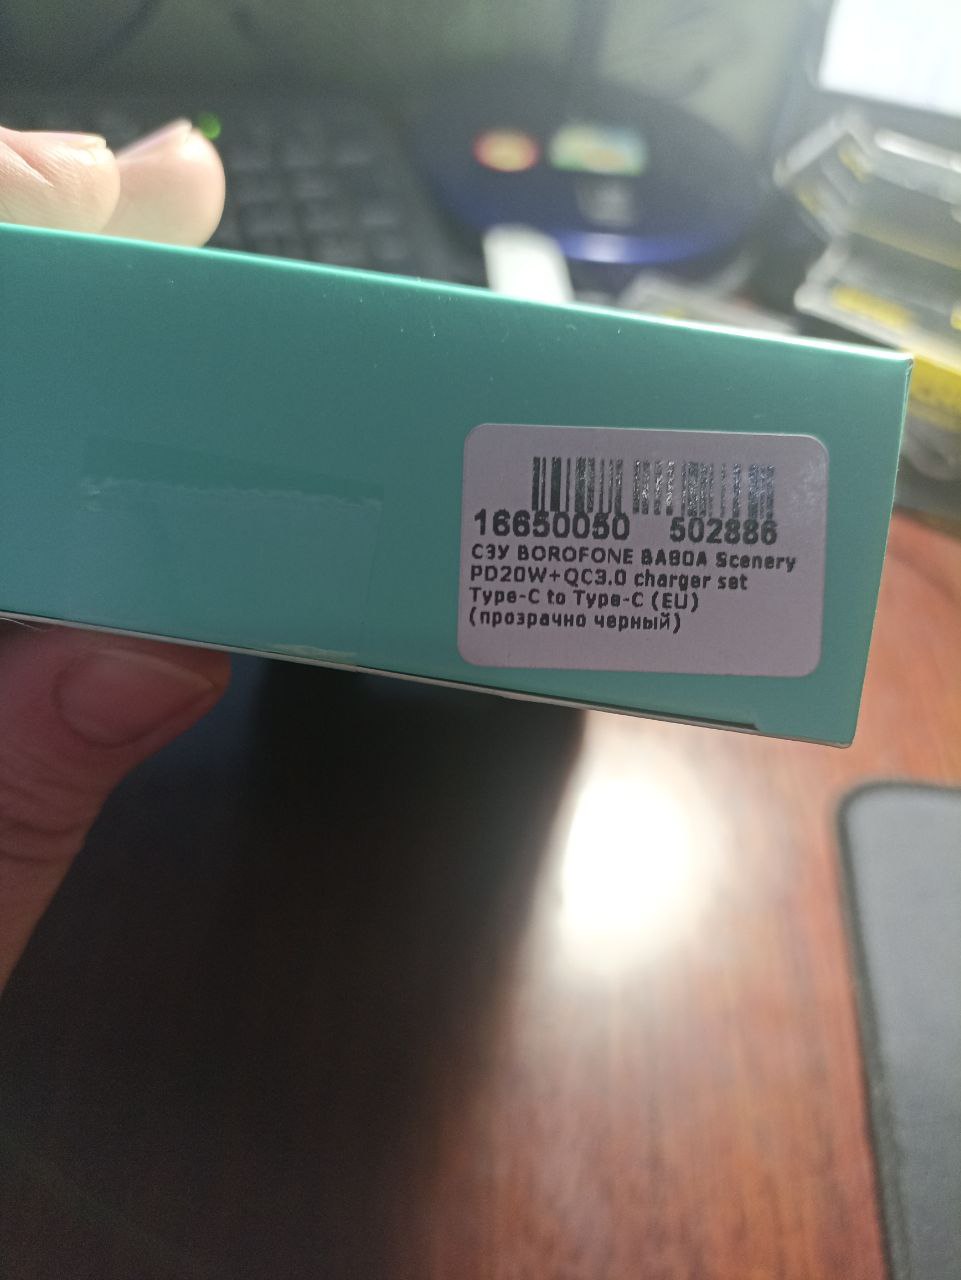 16650050 502886
СЗУ BOROFONE BA80A Scenery
PD20W+QC3.0 charger set
Type-C to Type-C (EU)
(прозрачно черный)